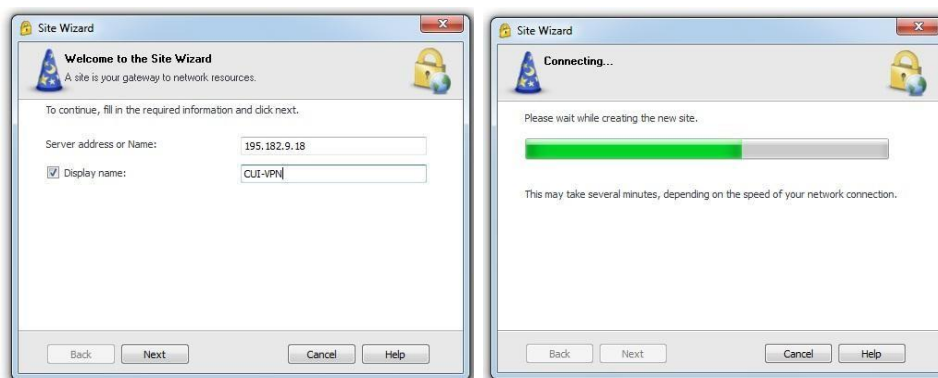 Site Wizard
Welcome to the Site Wizard
A site is your gateway to network resources.
To continue, fill in the required information and click next.
Server address or Name: 195.182.9.18
Display name: CUI-VPN
Back Next Cancel Help
Site Wizard
Connecting...
Please wait while creating the new site.
This may take several minutes, depending on the speed of your network connection.
Back Next Cancel Help